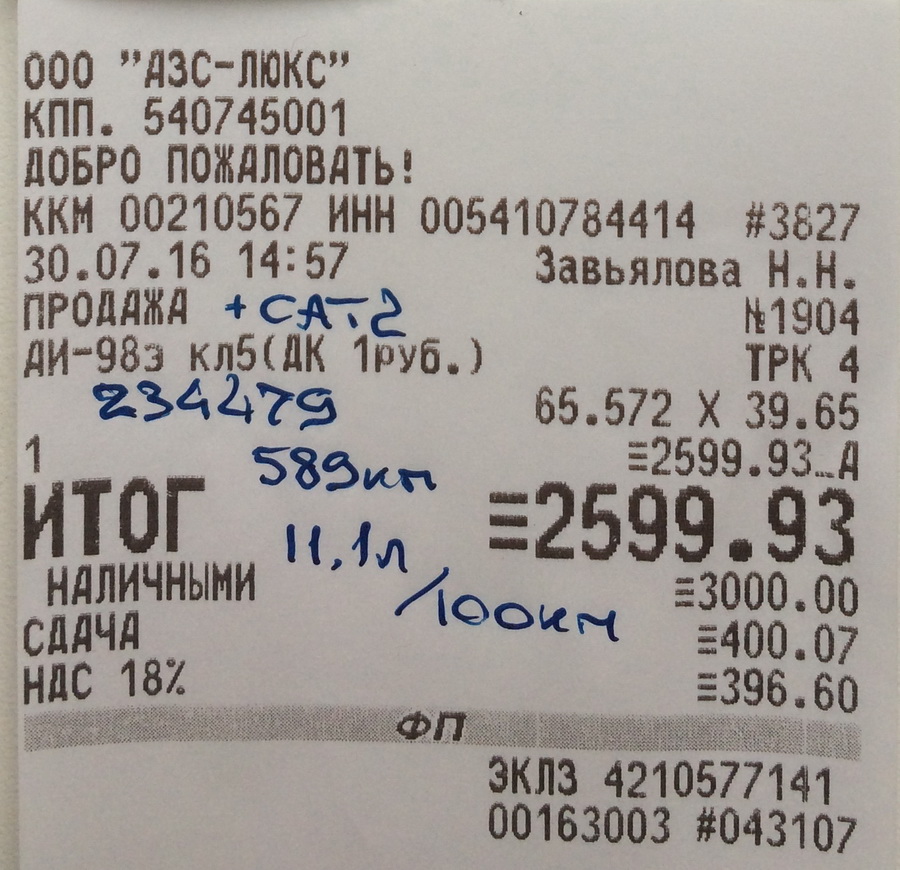 ООО "АЗС-ЛЮКС"
КПП. 540745001
ДОБРО ПОЖАЛОВАТЬ!
ККМ 00210567 ИНН 005410784414 #3827
30.07.16 14:57 Завьялова Н.Н.
ПРОДАЖА +САТ2 №1904
АИ-98э кл5(ДК 1руб.) ТРК 4
234479 65.572 X 39.65
1 589км ≡2599.93_А
ИТОГ ≡2599.93
11,1л
НАЛИЧНЫМИ /100км ≡3000.00
СДАЧА ≡400.07
НДС 18% ≡396.60
ФП
ЭКЛЗ 4210577141
00163003 #043107